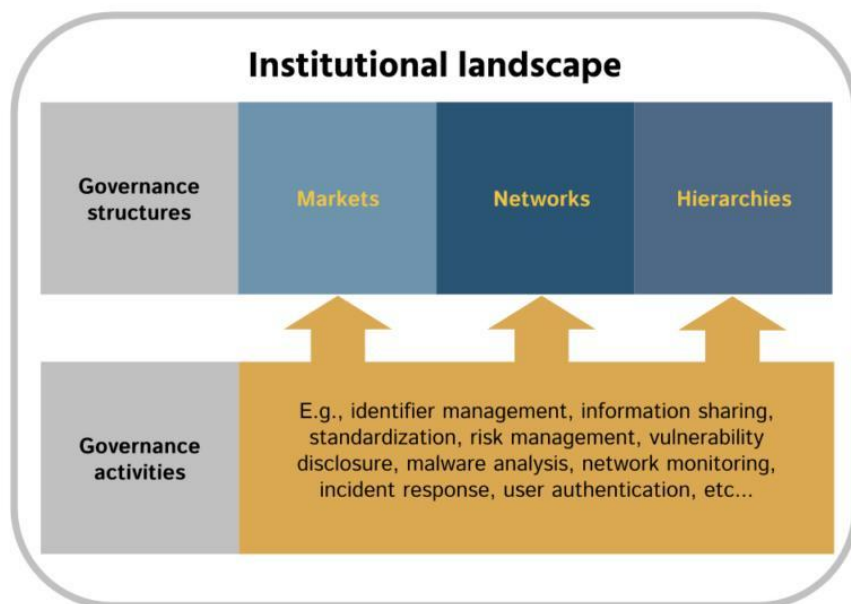 Institutional landscape
Governance
structures
Markets
Networks
Hierarchies
Governance
activities
E.g., identifier management, information sharing,
standardization, risk management, vulnerability
disclosure, malware analysis, network monitoring,
incident response, user authentication, etc...